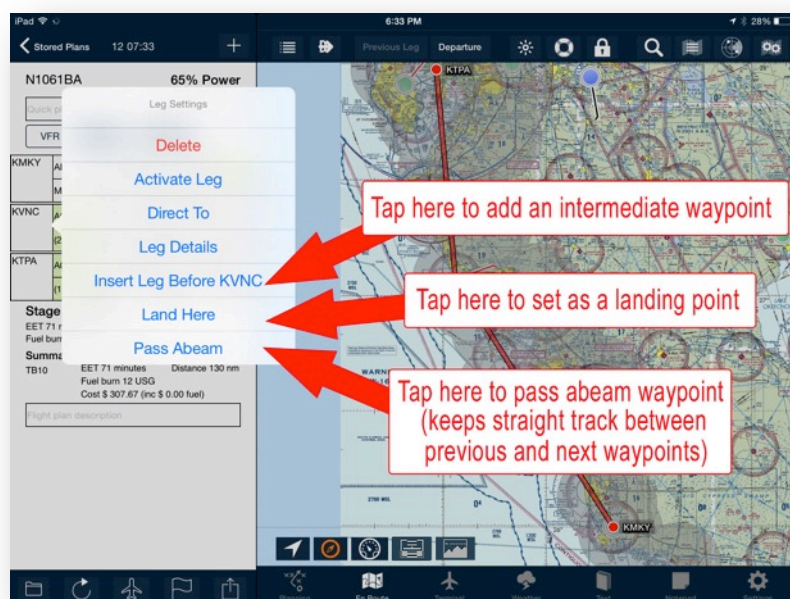 iPad
6:33 PM
28%
Stored Plans
12 07:33
+
Previous Leg
Departure
N1061BA
65% Power
Leg Settings
VFR
Delete
Activate Leg
Direct To
Leg Details
Insert Leg Before KVNC
Land Here
Pass Abeam
KMKY
KVNC
KTPA
Stage
EET 71
Fuel burn
TB10
EET 71 minutes
Distance 130 nm
Fuel burn 12 USG
Cost $ 307.67 (inc $ 0.00 fuel)
Flight plan description
KTPA
Tap here to add an intermediate waypoint
Tap here to set as a landing point
Tap here to pass abeam waypoint
(keeps straight track between
previous and next waypoints)
KMKY
Planning
En Route
Terminal
Weather
Text
Notepad
Settings